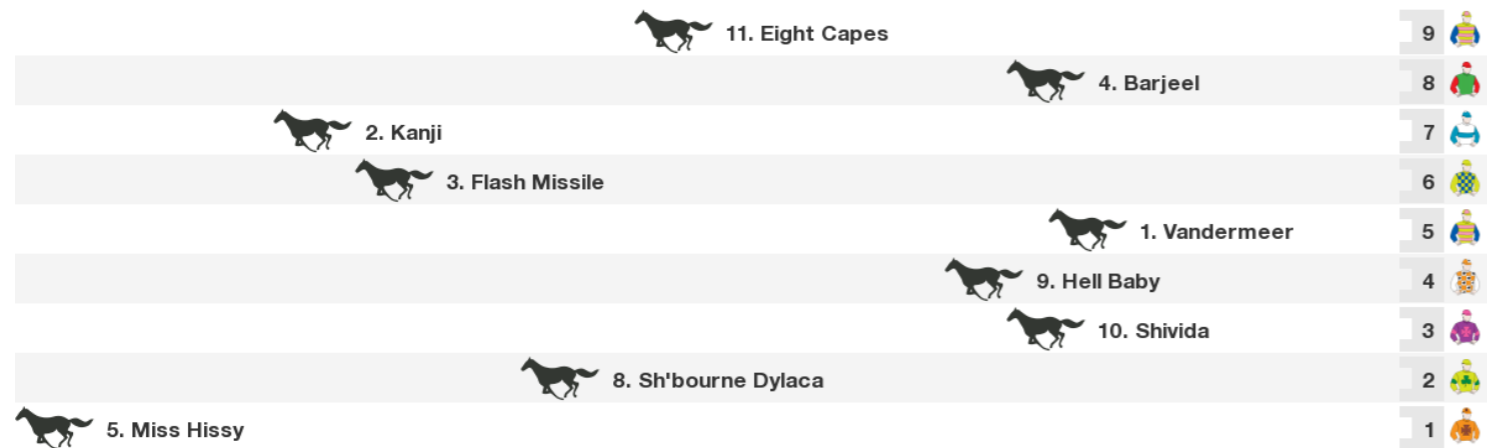 11. Eight Capes 9
4. Barjeel 8
2. Kanji 7
3. Flash Missile 6
1. Vandermeer 5
9. Hell Baby 4
10. Shivida 3
8. Sh'bourne Dylaca 2
5. Miss Hissy 1